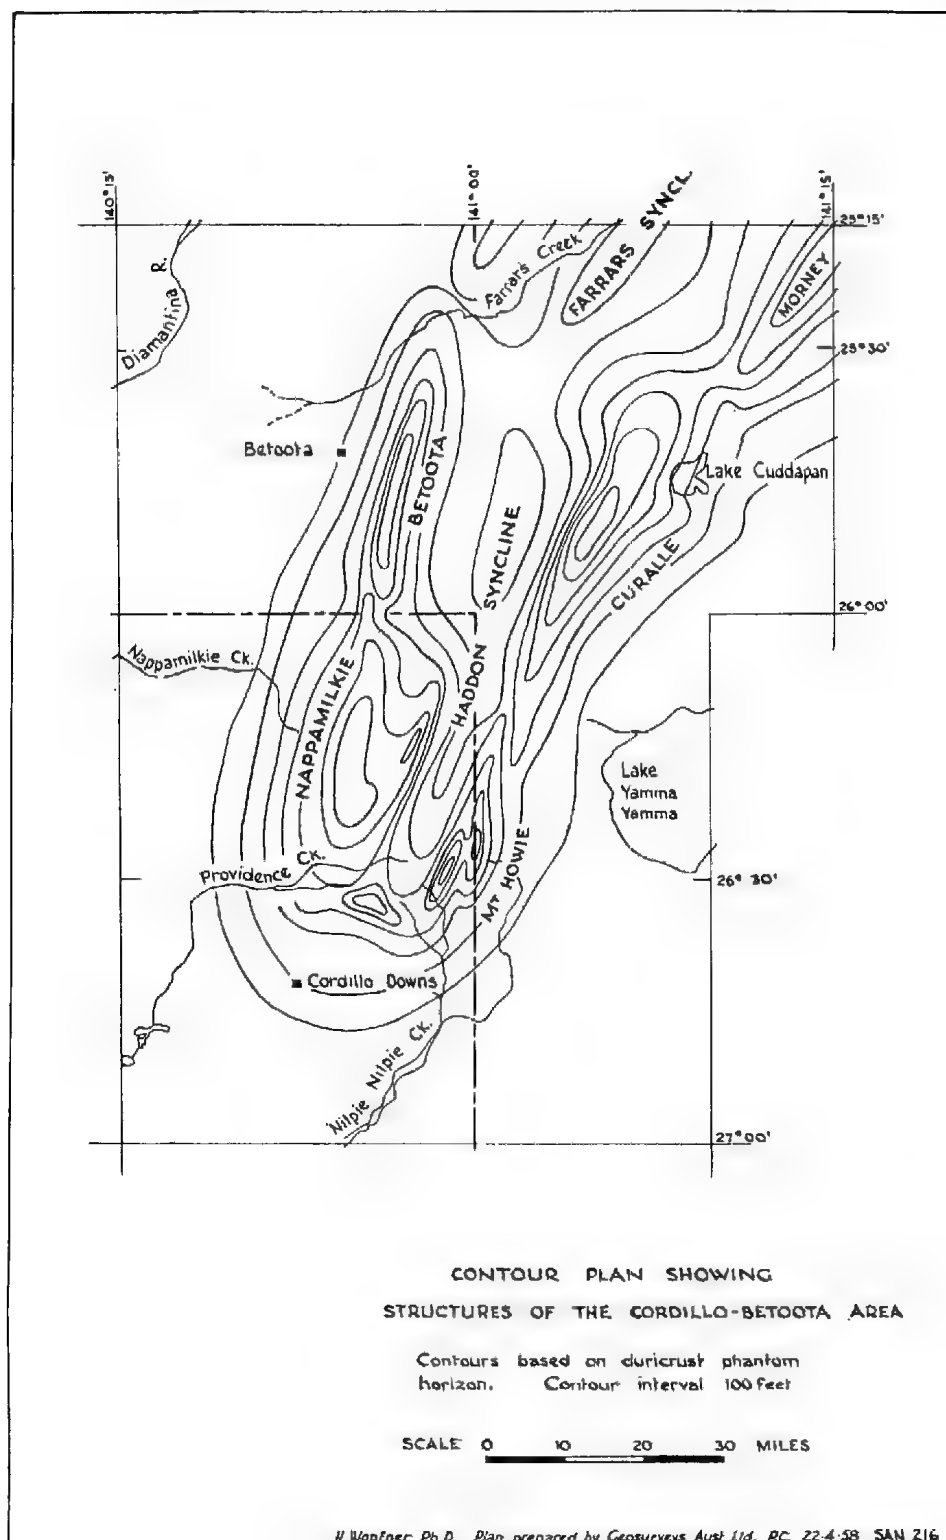 140° 15'
141° 00'
141° 15'
25° 15'
Diamantina R.
Farrars Creek
FARRARS SYNCL.
MORNEY
25° 30'
Betoota
BETOOTA
Lake Cuddapan
HADDON SYNCLINE
CURALLE
26° 00'
Nappamilkie Ck.
NAPPAMILKIE
Lake
Yamma
Yamma
Providence Ck.
MT HOWIE
26° 30'
Cordillo Downs
Nilpie Nilpie Ck.
27° 00'
CONTOUR PLAN SHOWING
STRUCTURES OF THE CORDILLO-BETOOTA AREA
Contours based on duricrust phantom
horizon. Contour interval 100 feet
SCALE 0 10 20 30 MILES
H Wopfner Ph.D. Plan prepared by Geosurveys Aust Ltd. P.C. 22-4-58 SAN 216